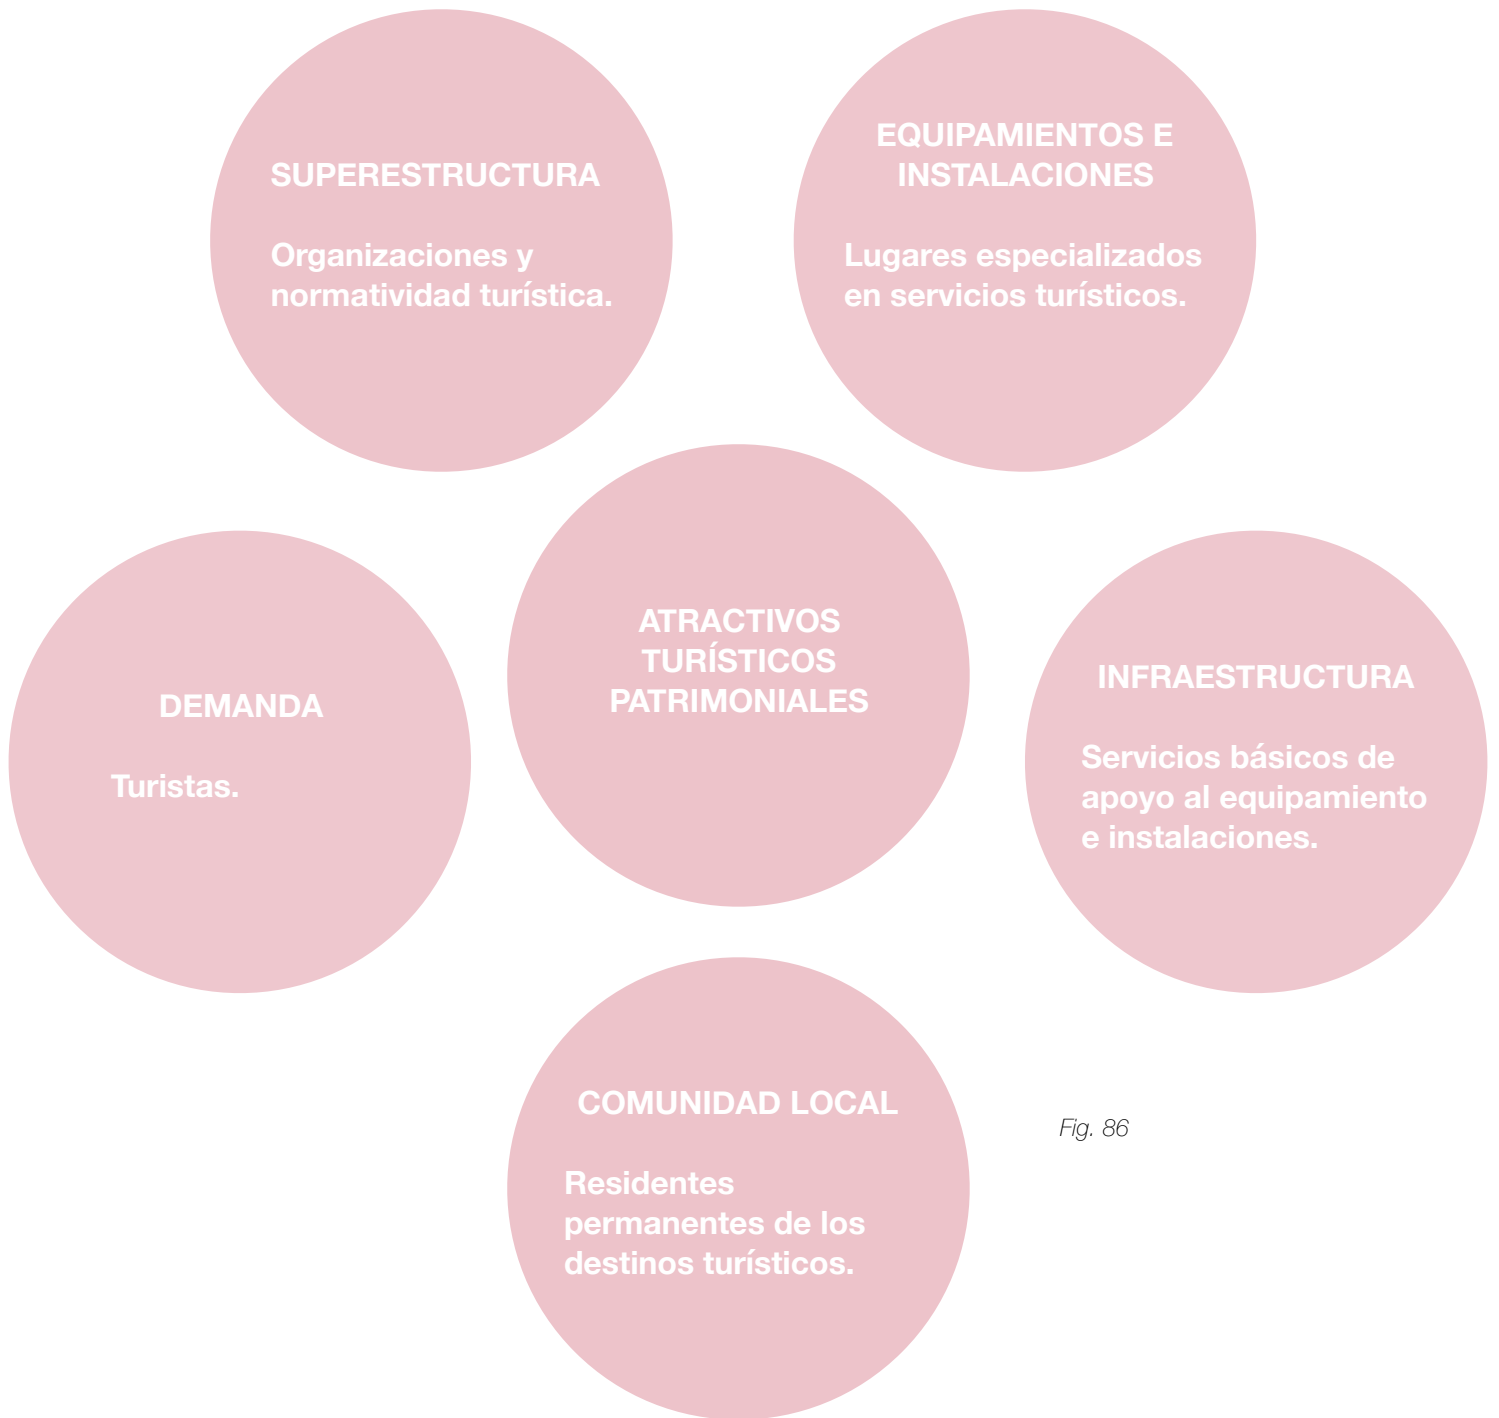 SUPERESTRUCTURA
Organizaciones y
normatividad turística.
EQUIPAMIENTOS E
INSTALACIONES
Lugares especializados
en servicios turísticos.
DEMANDA
Turistas.
ATRACTIVOS
TURÍSTICOS
PATRIMONIALES
INFRAESTRUCTURA
Servicios básicos de
apoyo al equipamiento
e instalaciones.
COMUNIDAD LOCAL
Residentes
permanentes de los
destinos turísticos.
Fig. 86